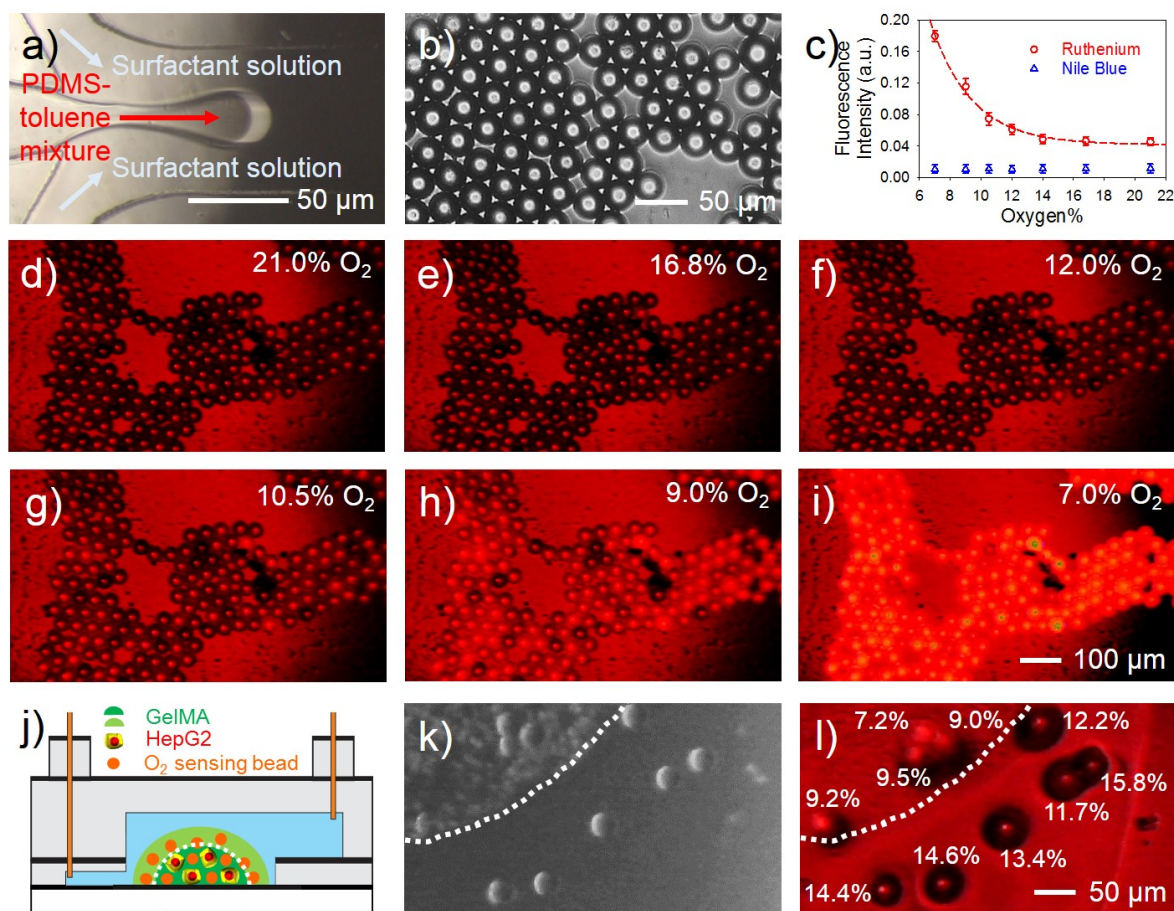 a)
Surfactant solution
PDMS-
toluene
mixture
Surfactant solution
50 µm
b)
50 µm
c)
Fluorescence
Intensity (a.u.)
0.20
0.16
0.12
0.08
0.04
0.00
Ruthenium
Nile Blue
6 8 10 12 14 16 18 20 22
Oxygen%
d)
21.0% O₂
e)
16.8% O₂
f)
12.0% O₂
g)
10.5% O₂
h)
9.0% O₂
i)
7.0% O₂
100 µm
j)
GelMA
HepG2
O₂ sensing bead
k)
l)
7.2%
9.0%
12.2%
9.5%
15.8%
9.2%
11.7%
13.4%
14.6%
14.4%
50 µm